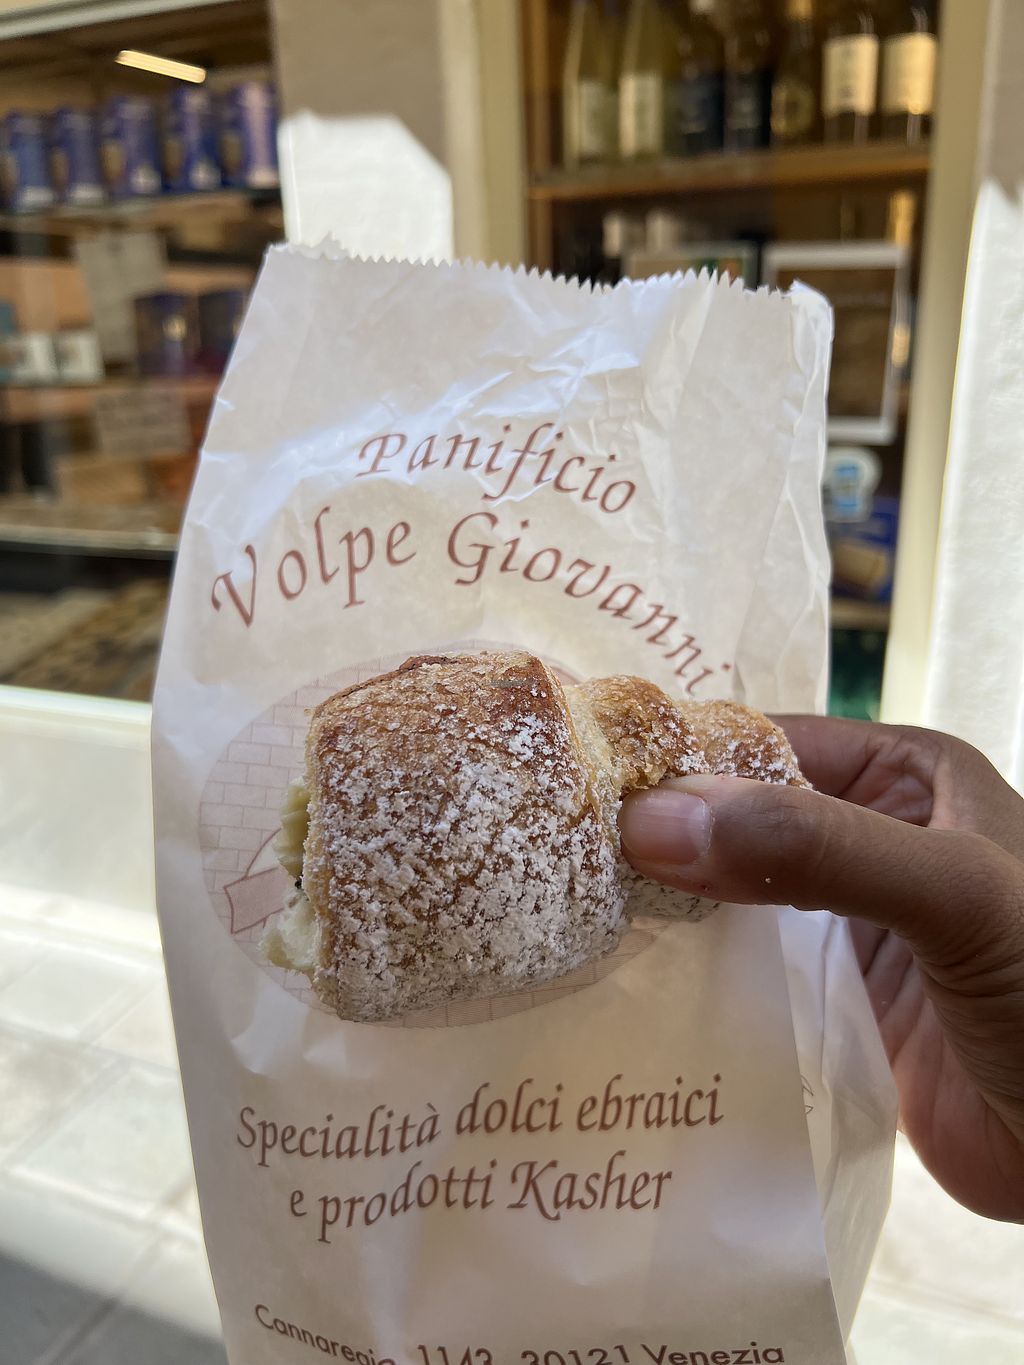 Panificio
Volpe Giovanni
Specialità dolci ebraici
e prodotti Kasher
Cannaregio, 1143 30121 Venezia